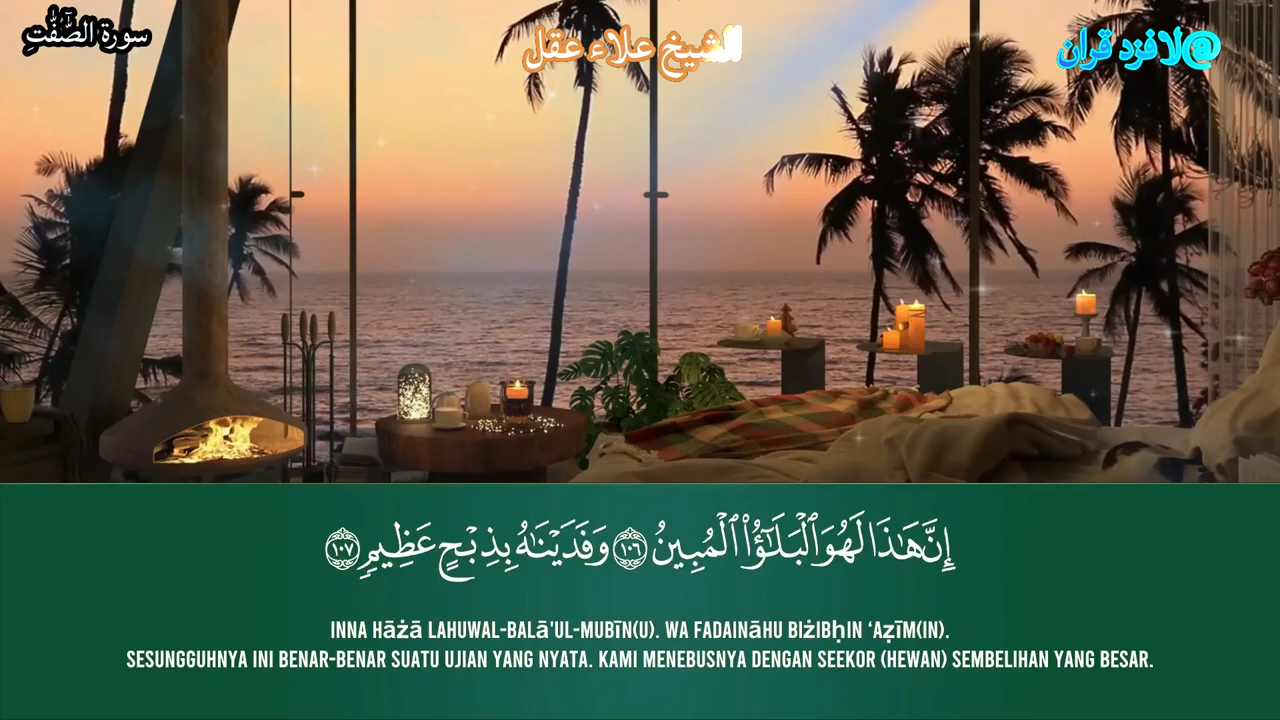 سورة الصّٰٓفّٰتِ
الشيخ علاء عقل
@لافزد قران
إِنَّ هَٰذَا لَهُوَ ٱلْبَلَٰٓؤُا۟ ٱلْمُبِينُ ١٠٦ وَفَدَيْنَٰهُ بِذِبْحٍ عَظِيمٍ ١٠٧
INNA HāżĀ LAHUWAL-BALā'UL-MUBīN(U). WA FADAINāHU BIżIBḥIN ‘AẓīM(IN).
SESUNGGUHNYA INI BENAR-BENAR SUATU UJIAN YANG NYATA. KAMI MENEBUSNYA DENGAN SEEKOR (HEWAN) SEMBELIHAN YANG BESAR.